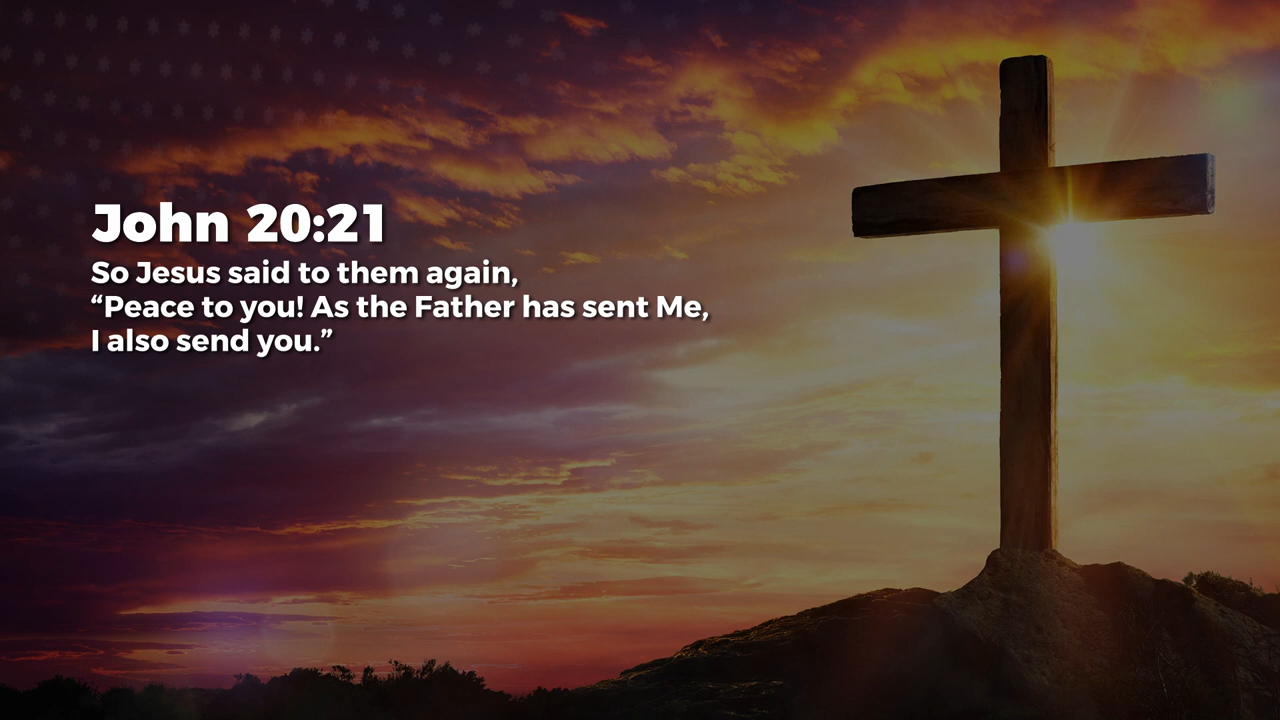 John 20:21
So Jesus said to them again,
“Peace to you! As the Father has sent Me,
I also send you.”